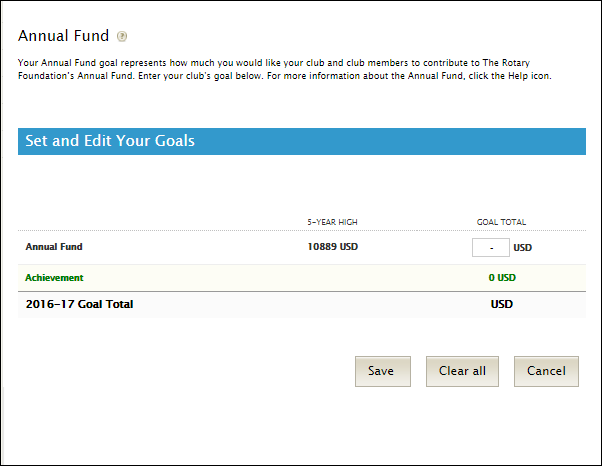 Annual Fund ?
Your Annual Fund goal represents how much you would like your club and club members to contribute to The Rotary
Foundation's Annual Fund. Enter your club's goal below. For more information about the Annual Fund, click the Help icon.
Set and Edit Your Goals
5-YEAR HIGH GOAL TOTAL
Annual Fund 10889 USD - USD
Achievement 0 USD
2016-17 Goal Total USD
Save Clear all Cancel